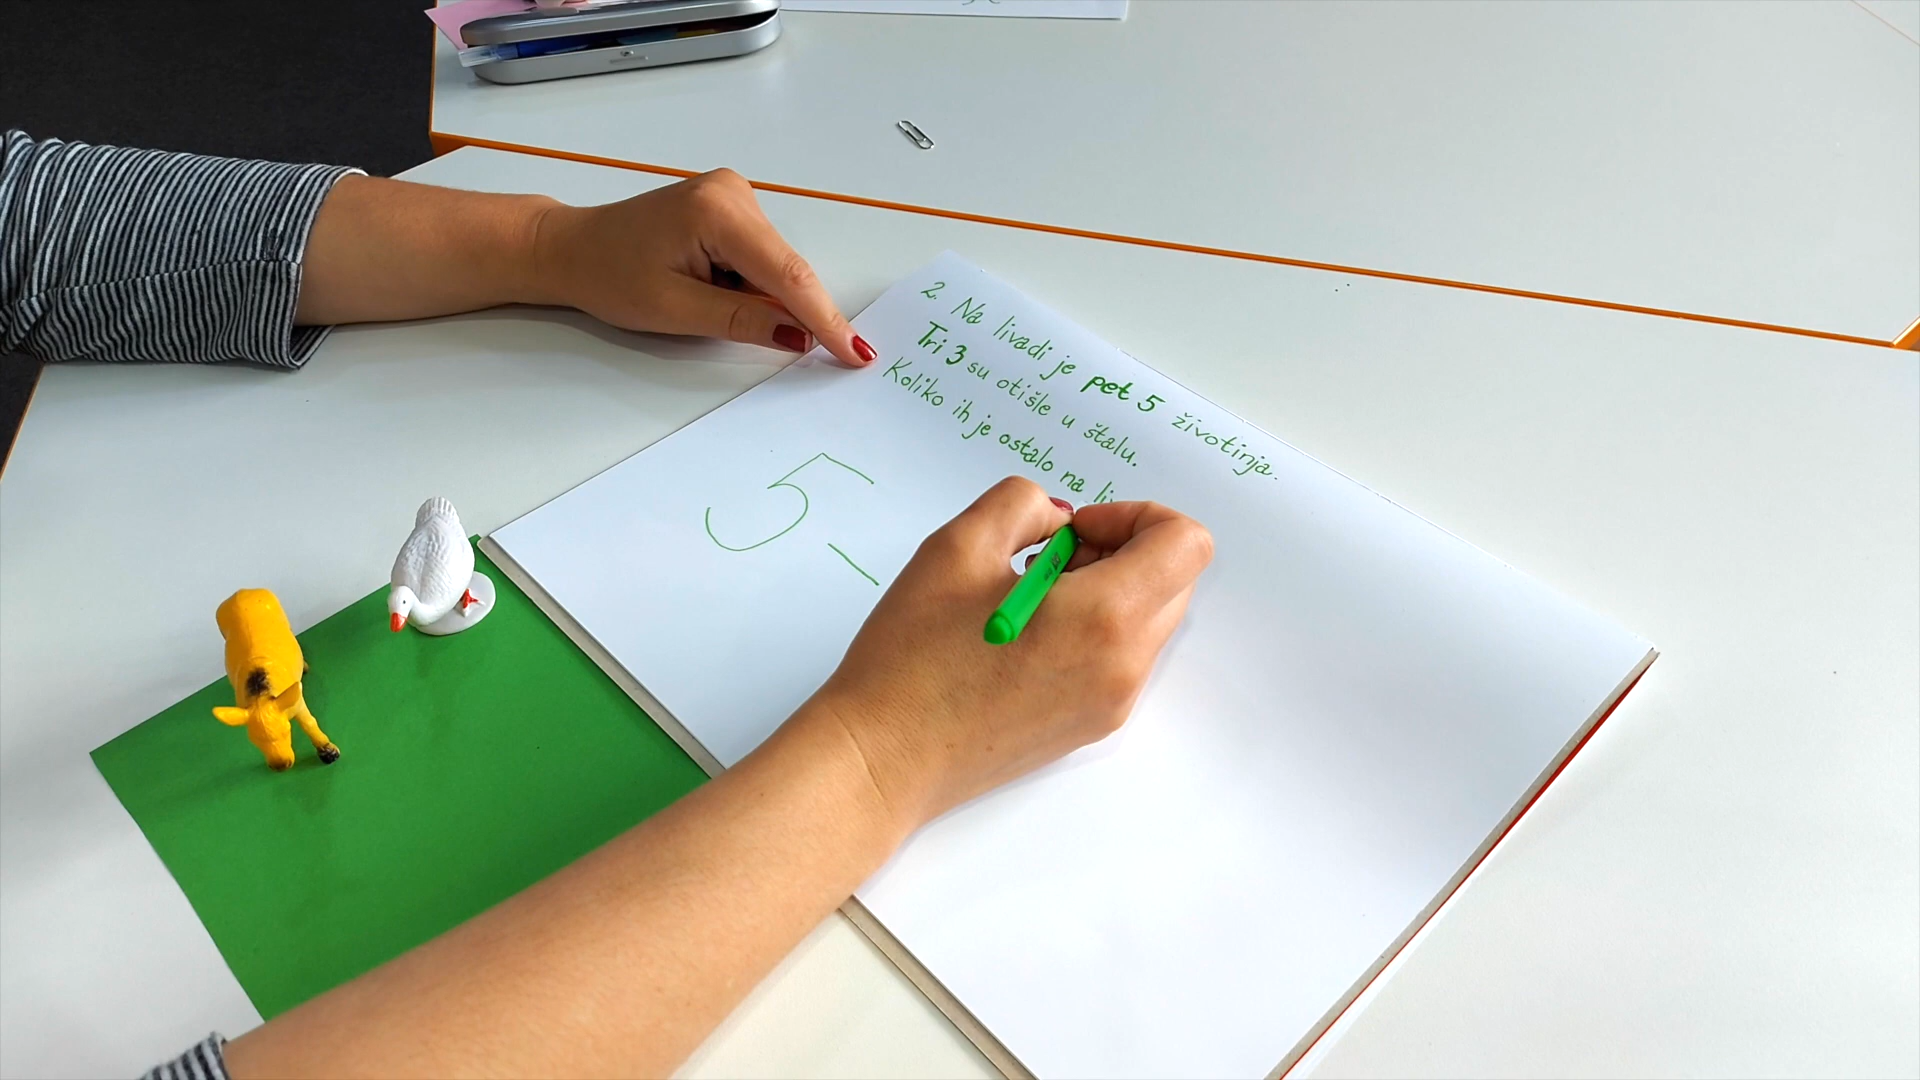 2. Na livadi je pet 5 životinja.
Tri 3 su otišle u štalu.
Koliko ih je ostalo na
5 –